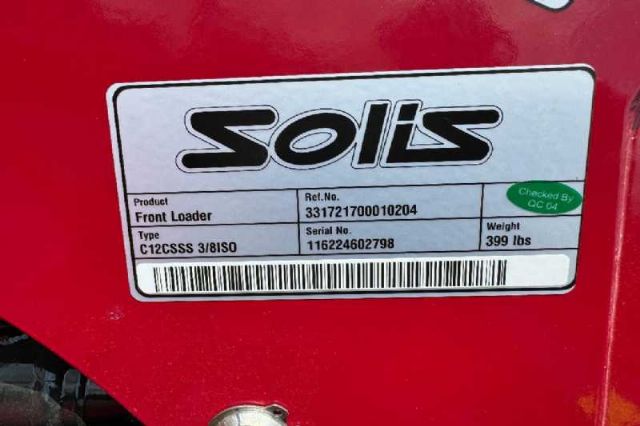 Solis
Product
Front Loader
Ref.No.
331721700010204
Checked By
QC 04
Type
C12CSSS 3/8ISO
Serial No.
116224602798
Weight
399 lbs